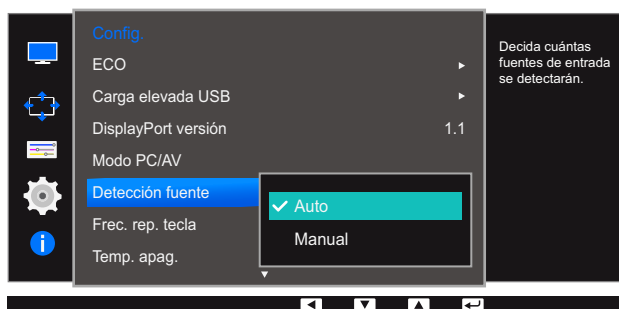 Config.
ECO
Carga elevada USB
DisplayPort versión 1.1
Modo PC/AV
Detección fuente
Frec. rep. tecla
Temp. apag.
Auto
Manual
Decida cuántas
fuentes de entrada
se detectarán.